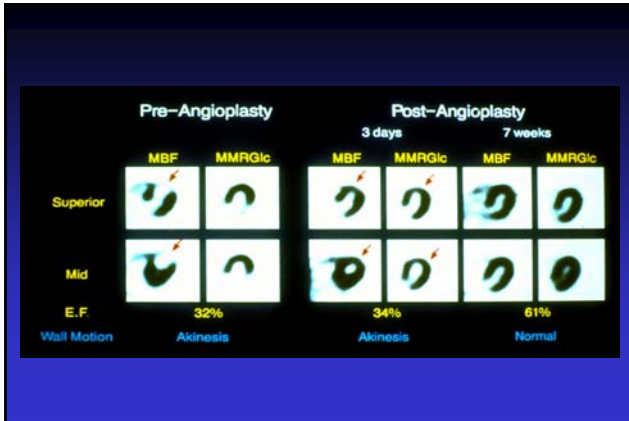 Pre-Angioplasty Post-Angioplasty
3 days 7 weeks
MBF MMRGlc MBF MMRGlc MBF MMRGlc
Superior
Mid
E.F. 32% 34% 61%
Wall Motion Akinesis Akinesis Normal